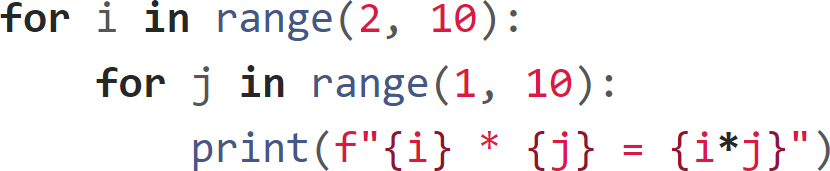 for i in range(2, 10):
    for j in range(1, 10):
        print(f"{i} * {j} = {i*j}")